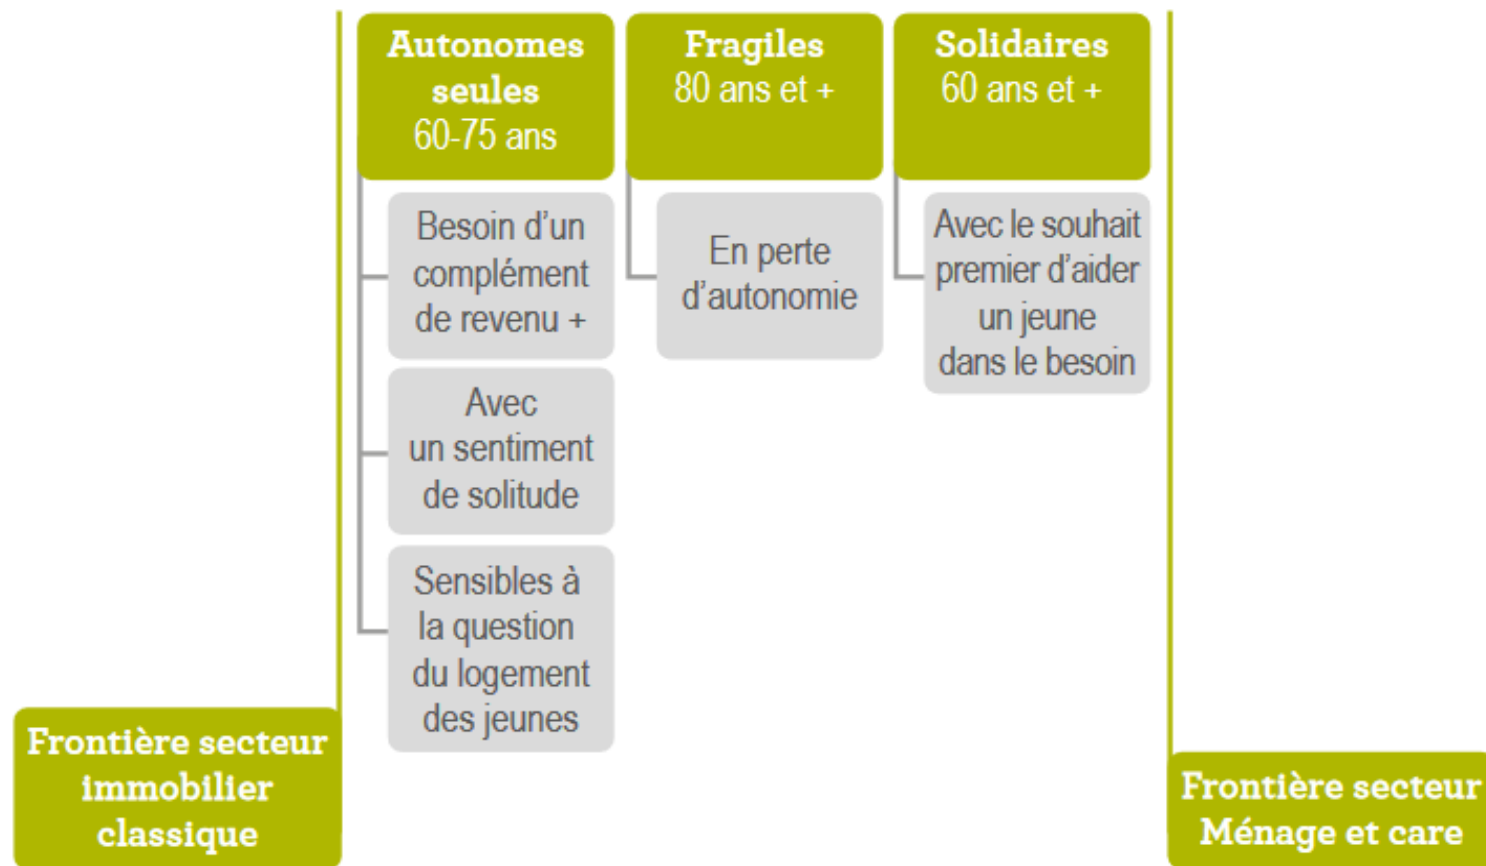 Autonomes
seules
60-75 ans
Besoin d’un
complément
de revenu +
Avec
un sentiment
de solitude
Sensibles à
la question
du logement
des jeunes
Fragiles
80 ans et +
En perte
d’autonomie
Solidaires
60 ans et +
Avec le souhait
premier d’aider
un jeune
dans le besoin
Frontière secteur
immobilier
classique
Frontière secteur
Ménage et care